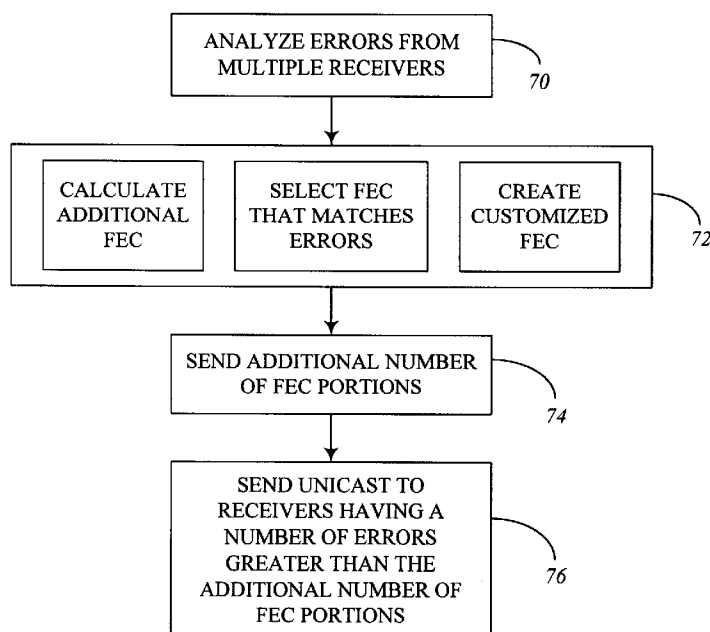 ANALYZE ERRORS FROM
MULTIPLE RECEIVERS
70
CALCULATE
ADDITIONAL
FEC
SELECT FEC
THAT MATCHES
ERRORS
CREATE
CUSTOMIZED
FEC
72
SEND ADDITIONAL NUMBER
OF FEC PORTIONS
74
SEND UNICAST TO
RECEIVERS HAVING A
NUMBER OF ERRORS
GREATER THAN THE
ADDITIONAL NUMBER OF
FEC PORTIONS
76